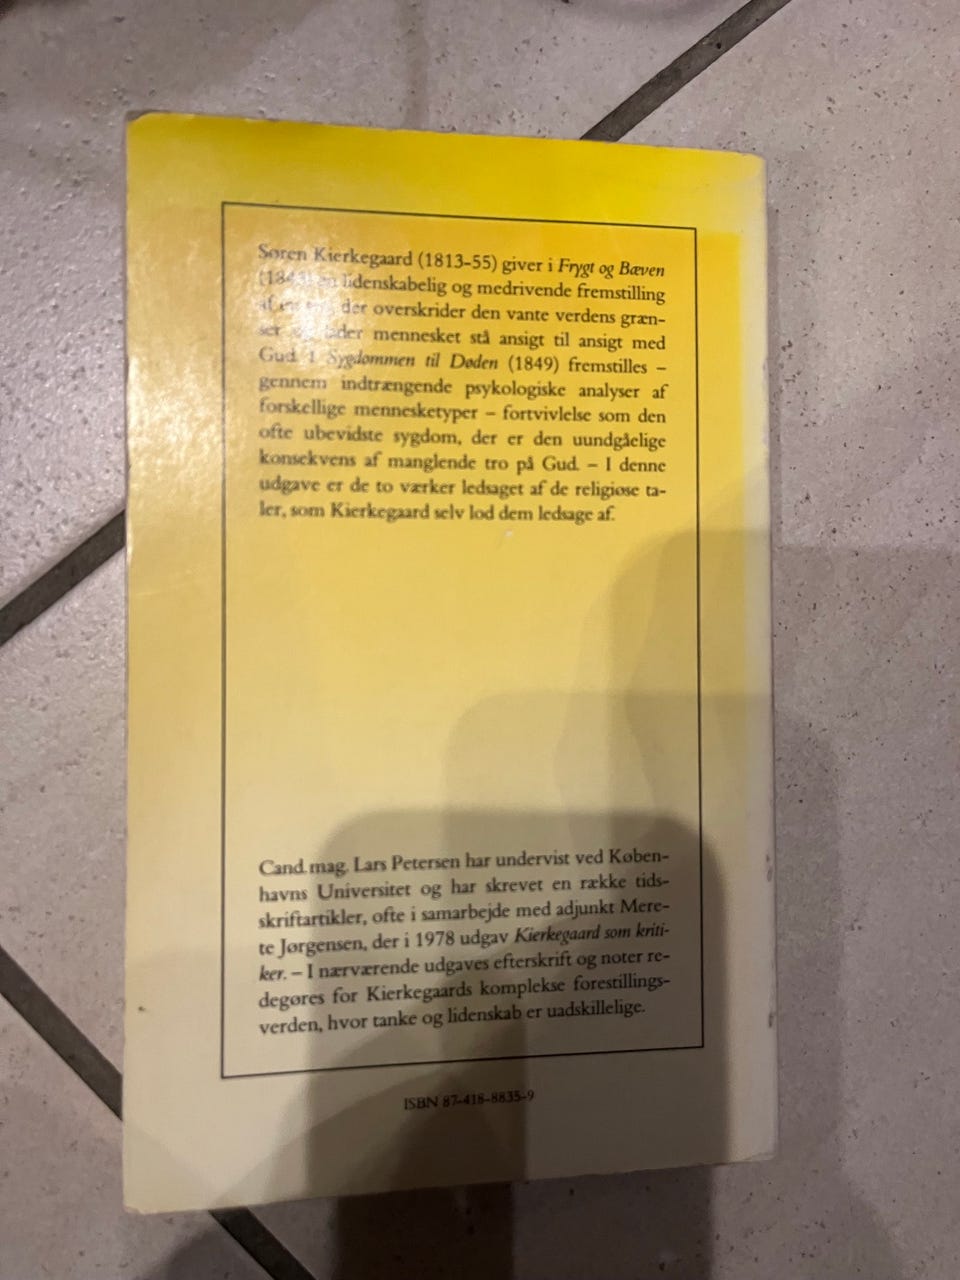 Søren Kierkegaard (1813-55) giver i Frygt og Bæven
lidenskabelig og medrivende fremstilling
der overskrider den vante verdens græn-
ser lader mennesket stå ansigt til ansigt med
Gud. I Sygdommen til Døden (1849) fremstilles –
gennem indtrængende psykologiske analyser af
forskellige mennesketyper – fortvivlelse som den
ofte ubevidste sygdom, der er den uundgåelige
konsekvens af manglende tro på Gud. – I denne
udgave er de to værker ledsaget af de religiøse ta-
ler, som Kierkegaard selv lod dem ledsage af.
Cand. mag. Lars Petersen har undervist ved Køben-
havns Universitet og har skrevet en række tids-
skriftartikler, ofte i samarbejde med adjunkt Mere-
te Jørgensen, der i 1978 udgav Kierkegaard som kriti-
ker. – I nærværende udgaves efterskrift og noter re-
degøres for Kierkegaards komplekse forestillings-
verden, hvor tanke og lidenskab er uadskillelige.
ISBN 87-418-8835-9